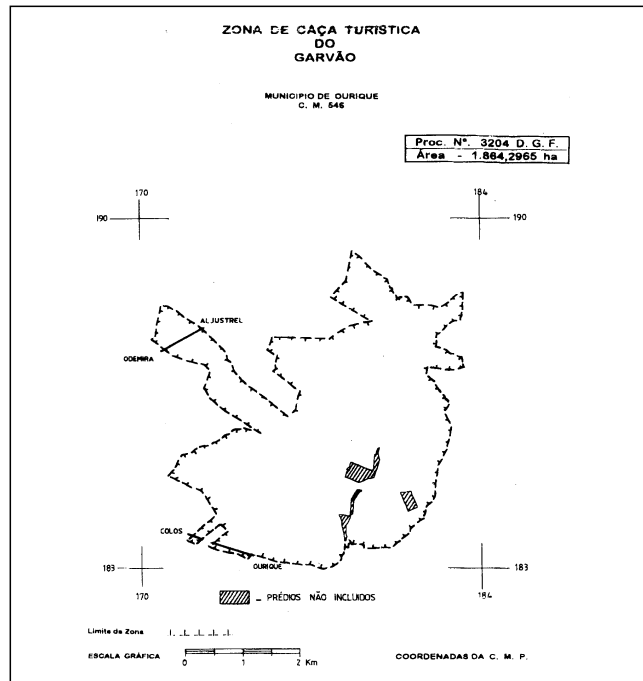 ZONA DE CAÇA TURISTICA
DO
GARVÃO
MUNICIPIO DE OURIQUE
C. M. 546
Proc. Nº. 3204 D. G. F.
Área - 1.864,2965 ha
170
184
190
190
ALJUSTREL
ODEMIRA
COLOS
OURIQUE
183
183
170
184
_ PRÉDIOS NÃO INCLUIDOS
Limite de Zona
ESCALA GRÁFICA
0 1 2 Km
COORDENADAS DA C. M. P.